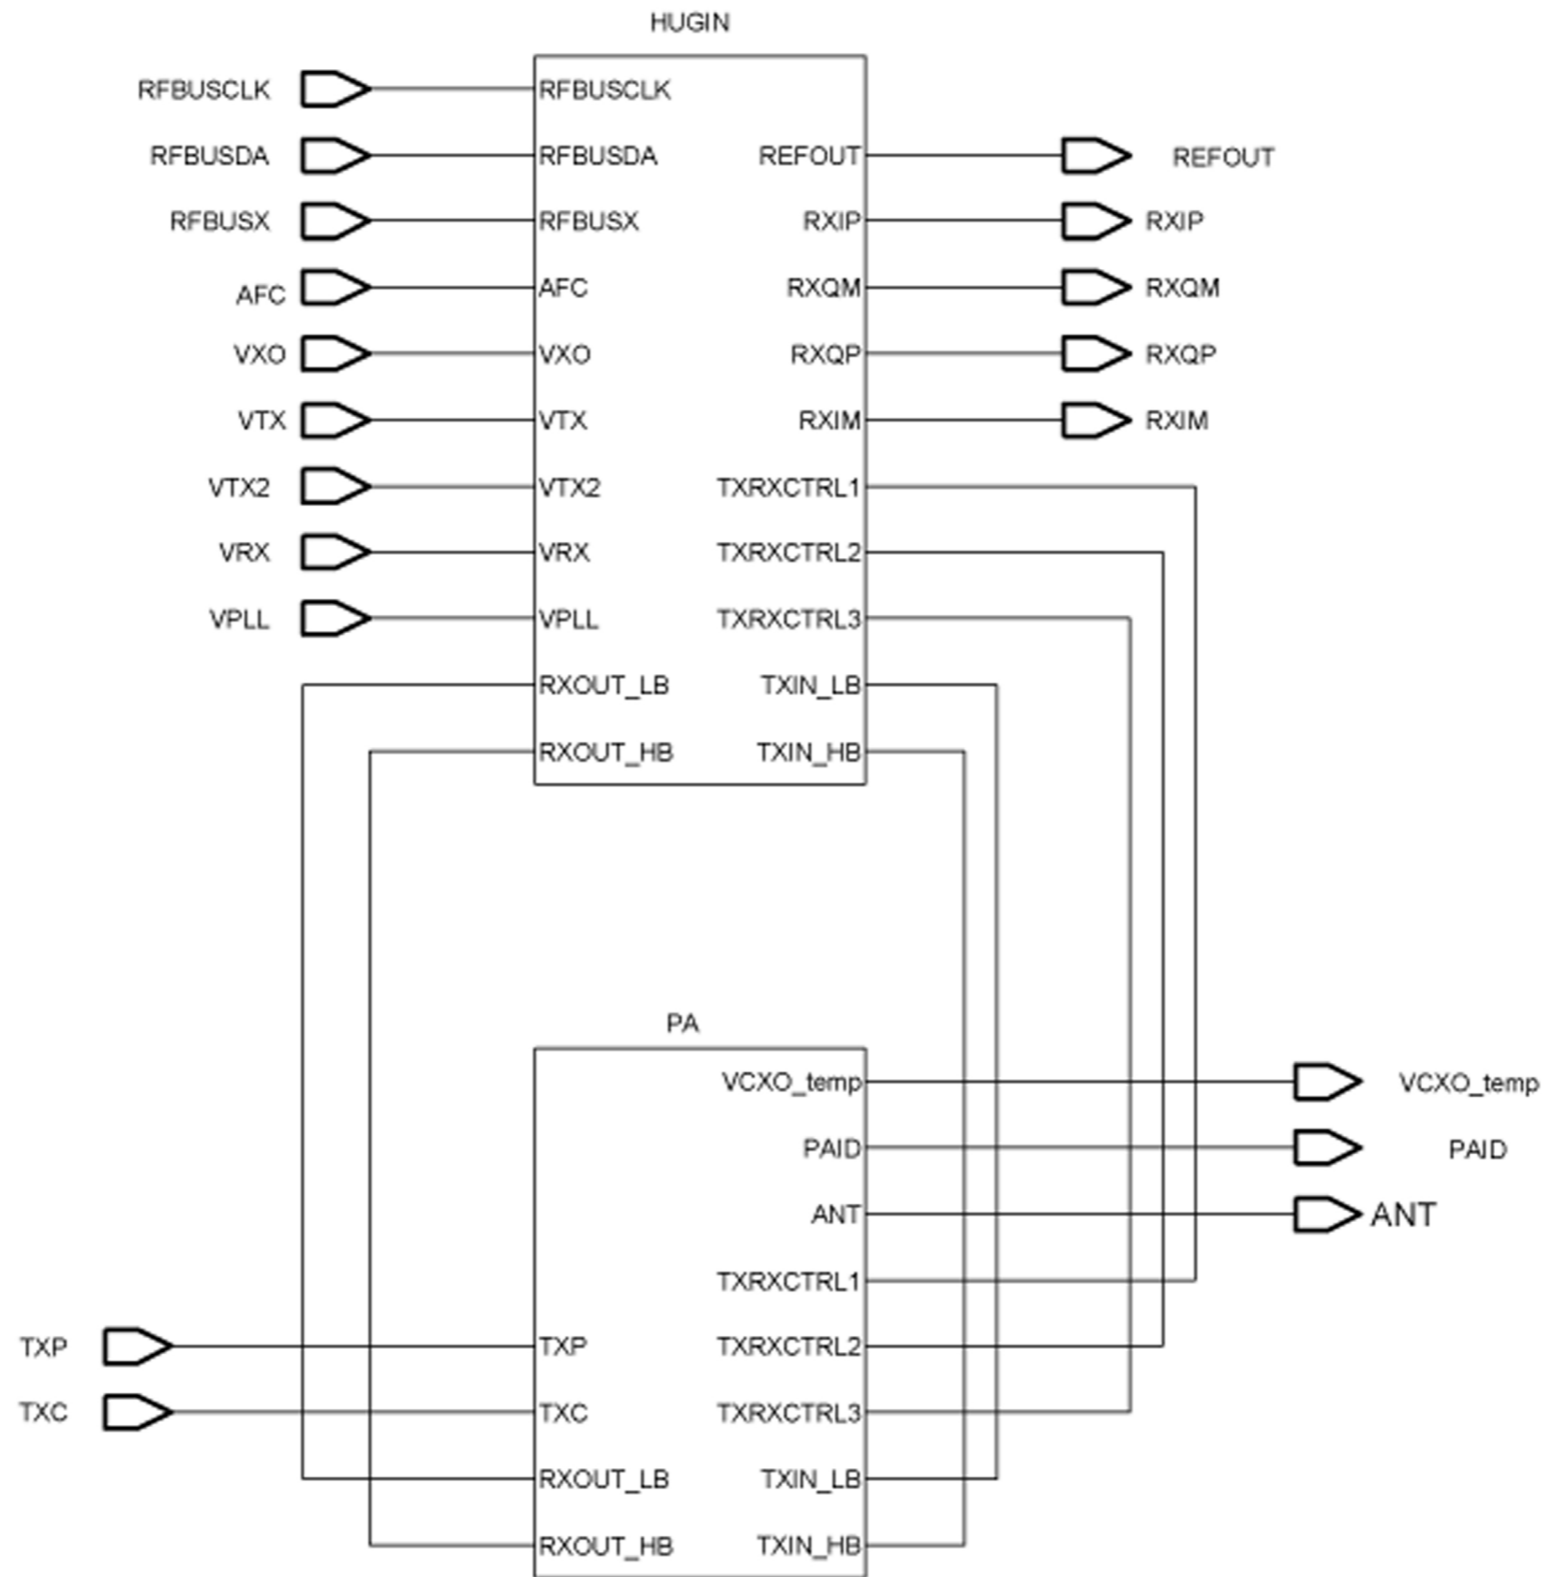 HUGIN
RFBUSCLK RFBUSCLK
RFBUSDA RFBUSDA REFOUT REFOUT
RFBUSX RFBUSX RXIP RXIP
AFC AFC RXQM RXQM
VXO VXO RXQP RXQP
VTX VTX RXIM RXIM
VTX2 VTX2 TXRXCTRL1
VRX VRX TXRXCTRL2
VPLL VPLL TXRXCTRL3
RXOUT_LB TXIN_LB
RXOUT_HB TXIN_HB
PA
VCXO_temp VCXO_temp
PAID PAID
ANT ANT
TXRXCTRL1
TXP TXP TXRXCTRL2
TXC TXC TXRXCTRL3
RXOUT_LB TXIN_LB
RXOUT_HB TXIN_HB